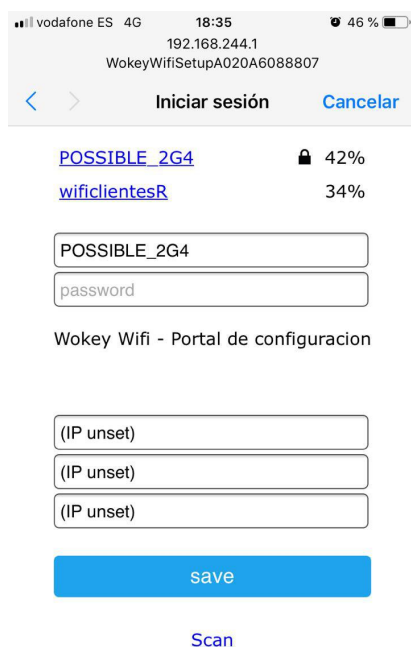 vodafone ES 4G 18:35 46 %
192.168.244.1
WokeyWifiSetupA020A6088807
Iniciar sesión Cancelar
POSSIBLE_2G4 42%
wificlientesR 34%
POSSIBLE_2G4
password
Wokey Wifi - Portal de configuracion
(IP unset)
(IP unset)
(IP unset)
save
Scan